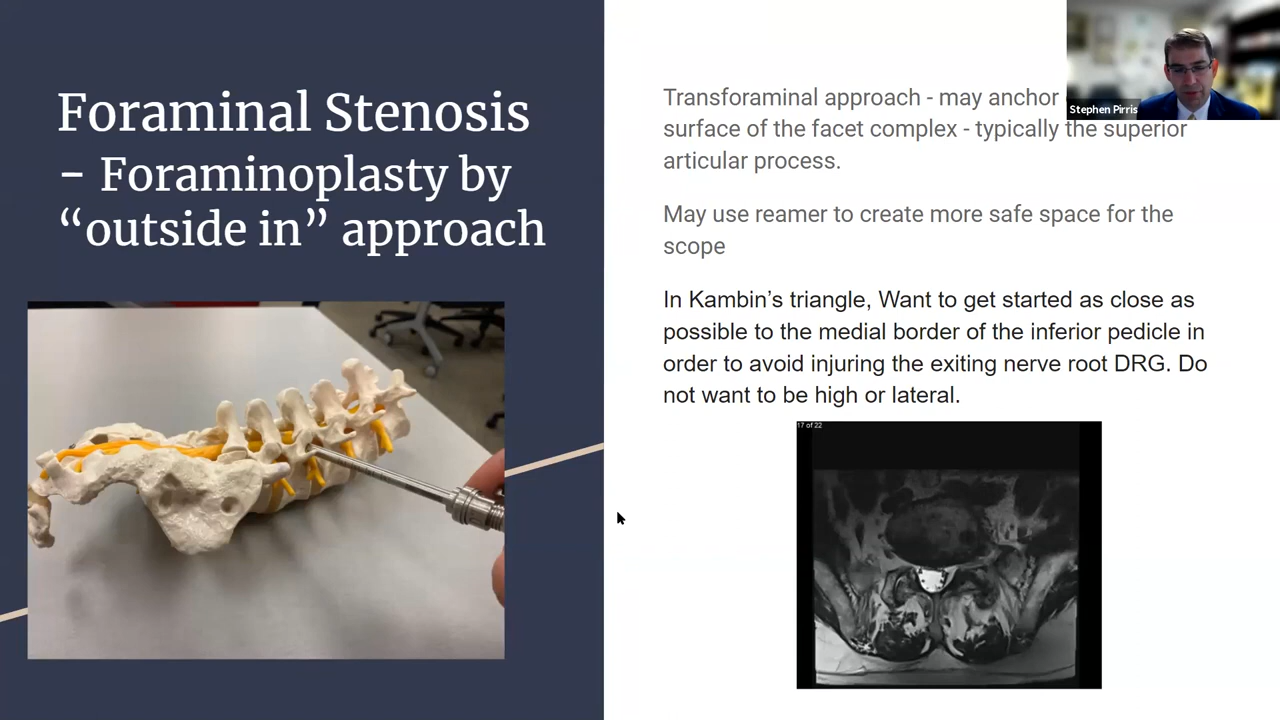 Foraminal Stenosis
- Foraminoplasty by
“outside in” approach
Transforaminal approach - may anchor
surface of the facet complex - typically the superior
articular process.
May use reamer to create more safe space for the
scope
In Kambin’s triangle, Want to get started as close as
possible to the medial border of the inferior pedicle in
order to avoid injuring the exiting nerve root DRG. Do
not want to be high or lateral.
17 of 22
Stephen Pirris